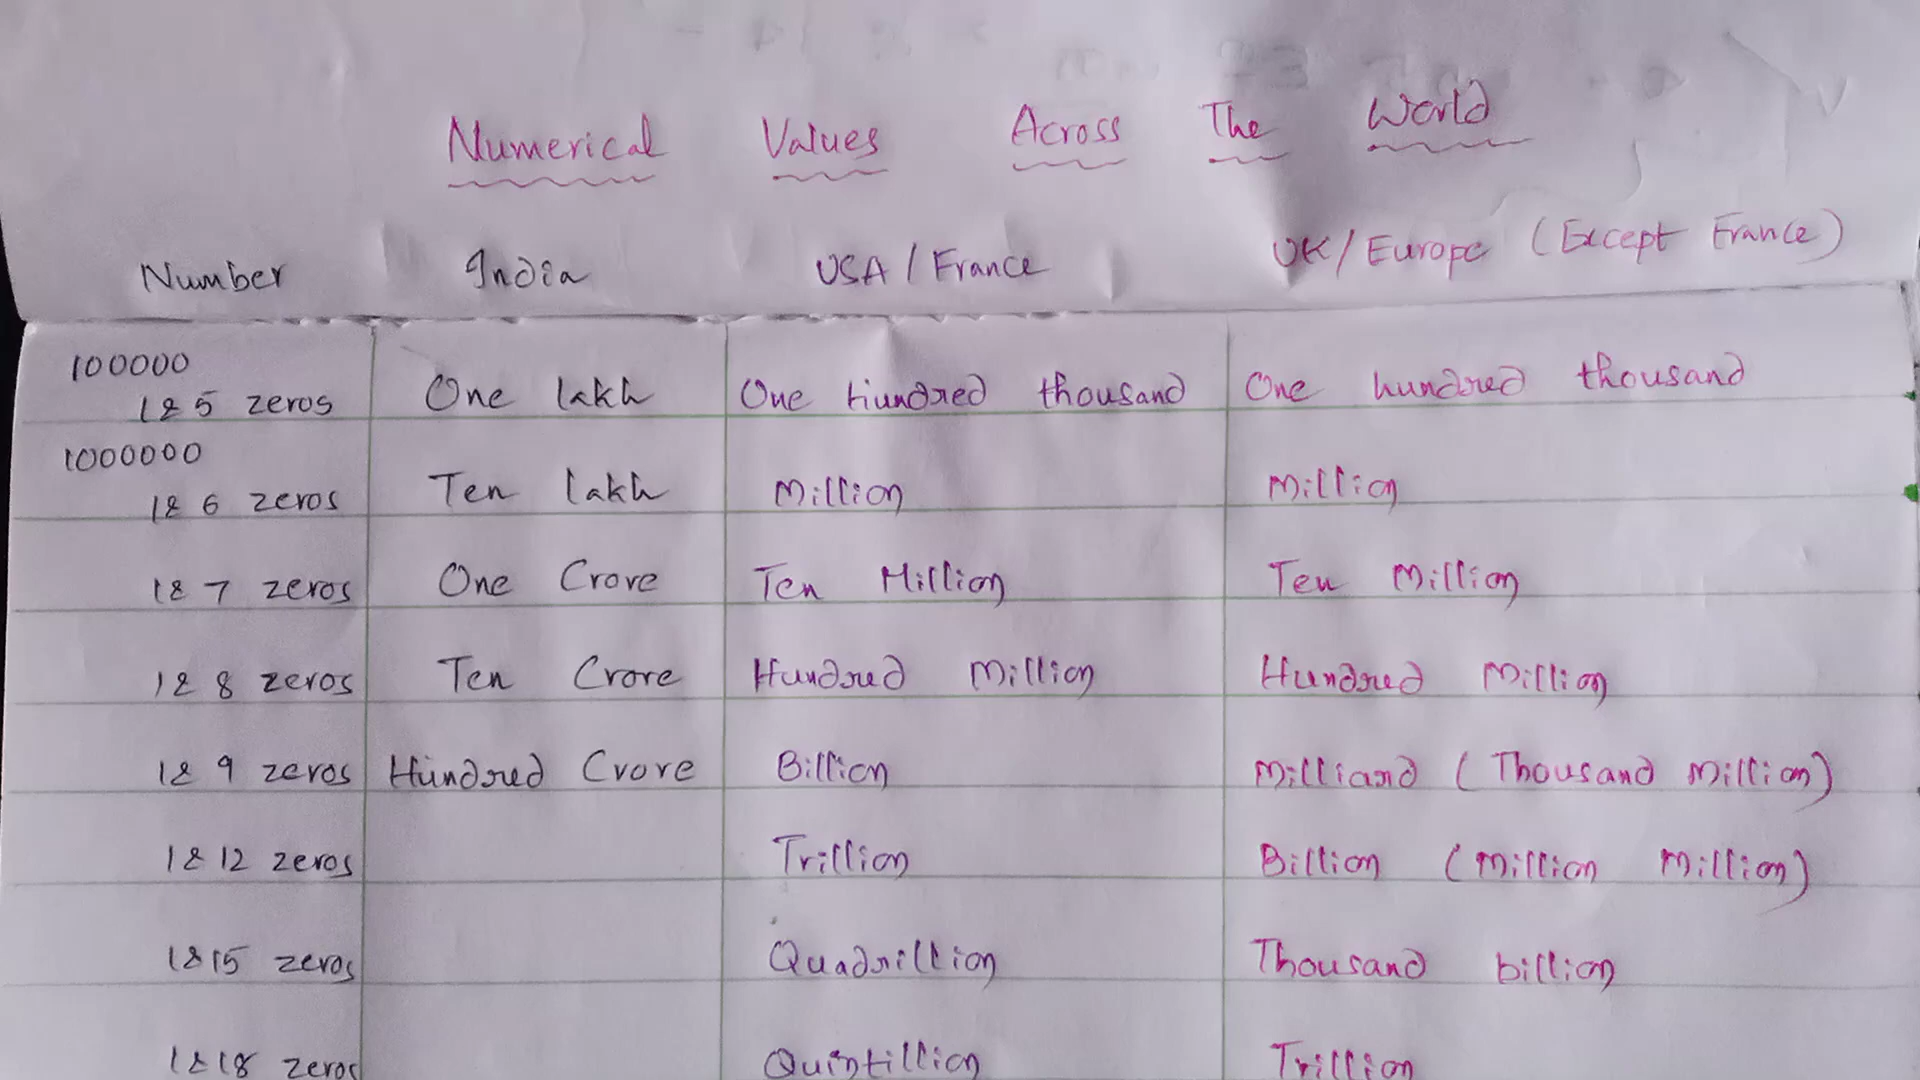 Numerical Values Across The World
Number India USA / France UK / Europe (Except France)
100000
1 & 5 zeros One lakh One hundred thousand One hundred thousand
1000000
1 & 6 zeros Ten lakh Million Million
1 & 7 zeros One Crore Ten Million Ten Million
1 & 8 zeros Ten Crore Hundred Million Hundred Million
1 & 9 zeros Hundred Crore Billion Milliard (Thousand Million)
1 & 12 zeros Trillion Billion (Million Million)
1 & 15 zeros Quadrillion Thousand billion
1 & 18 zeros Quintillion Trillion